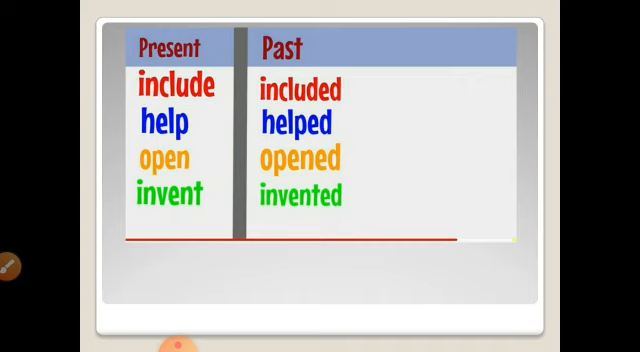 Present Past
include included
help helped
open opened
invent invented